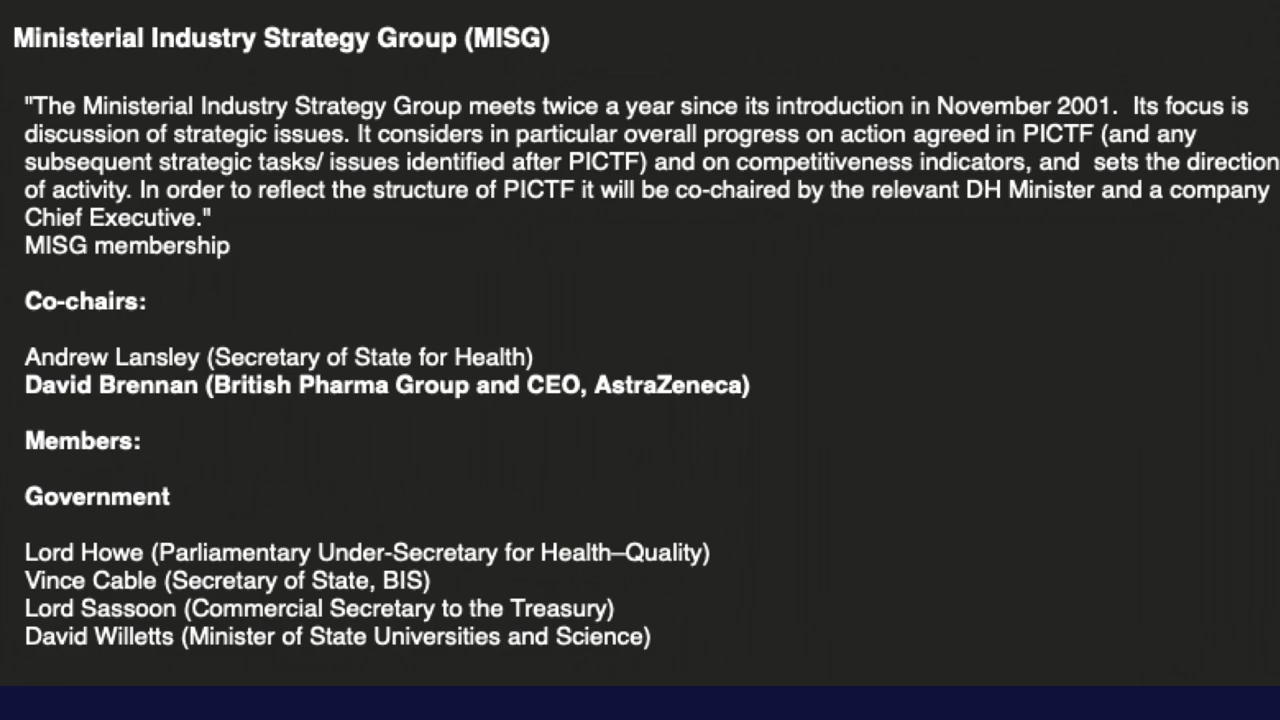 Ministerial Industry Strategy Group (MISG)
"The Ministerial Industry Strategy Group meets twice a year since its introduction in November 2001.  Its focus is
discussion of strategic issues. It considers in particular overall progress on action agreed in PICTF (and any
subsequent strategic tasks/ issues identified after PICTF) and on competitiveness indicators, and  sets the direction
of activity. In order to reflect the structure of PICTF it will be co-chaired by the relevant DH Minister and a company
Chief Executive."
MISG membership
Co-chairs:
Andrew Lansley (Secretary of State for Health)
David Brennan (British Pharma Group and CEO, AstraZeneca)
Members:
Government
Lord Howe (Parliamentary Under-Secretary for Health–Quality)
Vince Cable (Secretary of State, BIS)
Lord Sassoon (Commercial Secretary to the Treasury)
David Willetts (Minister of State Universities and Science)